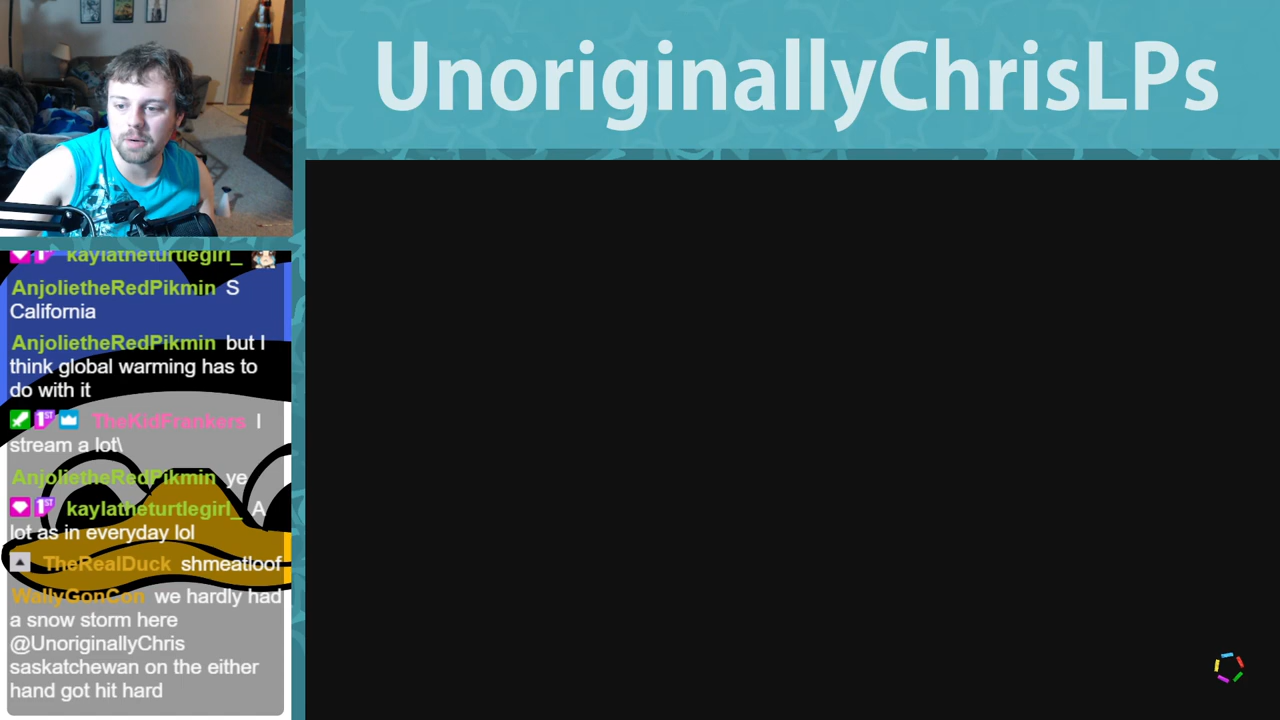 UnoriginallyChrisLPs
kaylatheturtlegirl_
AnjolietheRedPikmin S
California
AnjolietheRedPikmin but I
think global warming has to
do with it
1ST TheKidFrankers I
stream a lot\
AnjolietheRedPikmin ye
1ST kaylatheturtlegirl_ A
lot as in everyday lol
TheRealDuck shmeatloof
WallyGonCon we hardly had
a snow storm here
@UnoriginallyChris
saskatchewan on the either
hand got hit hard